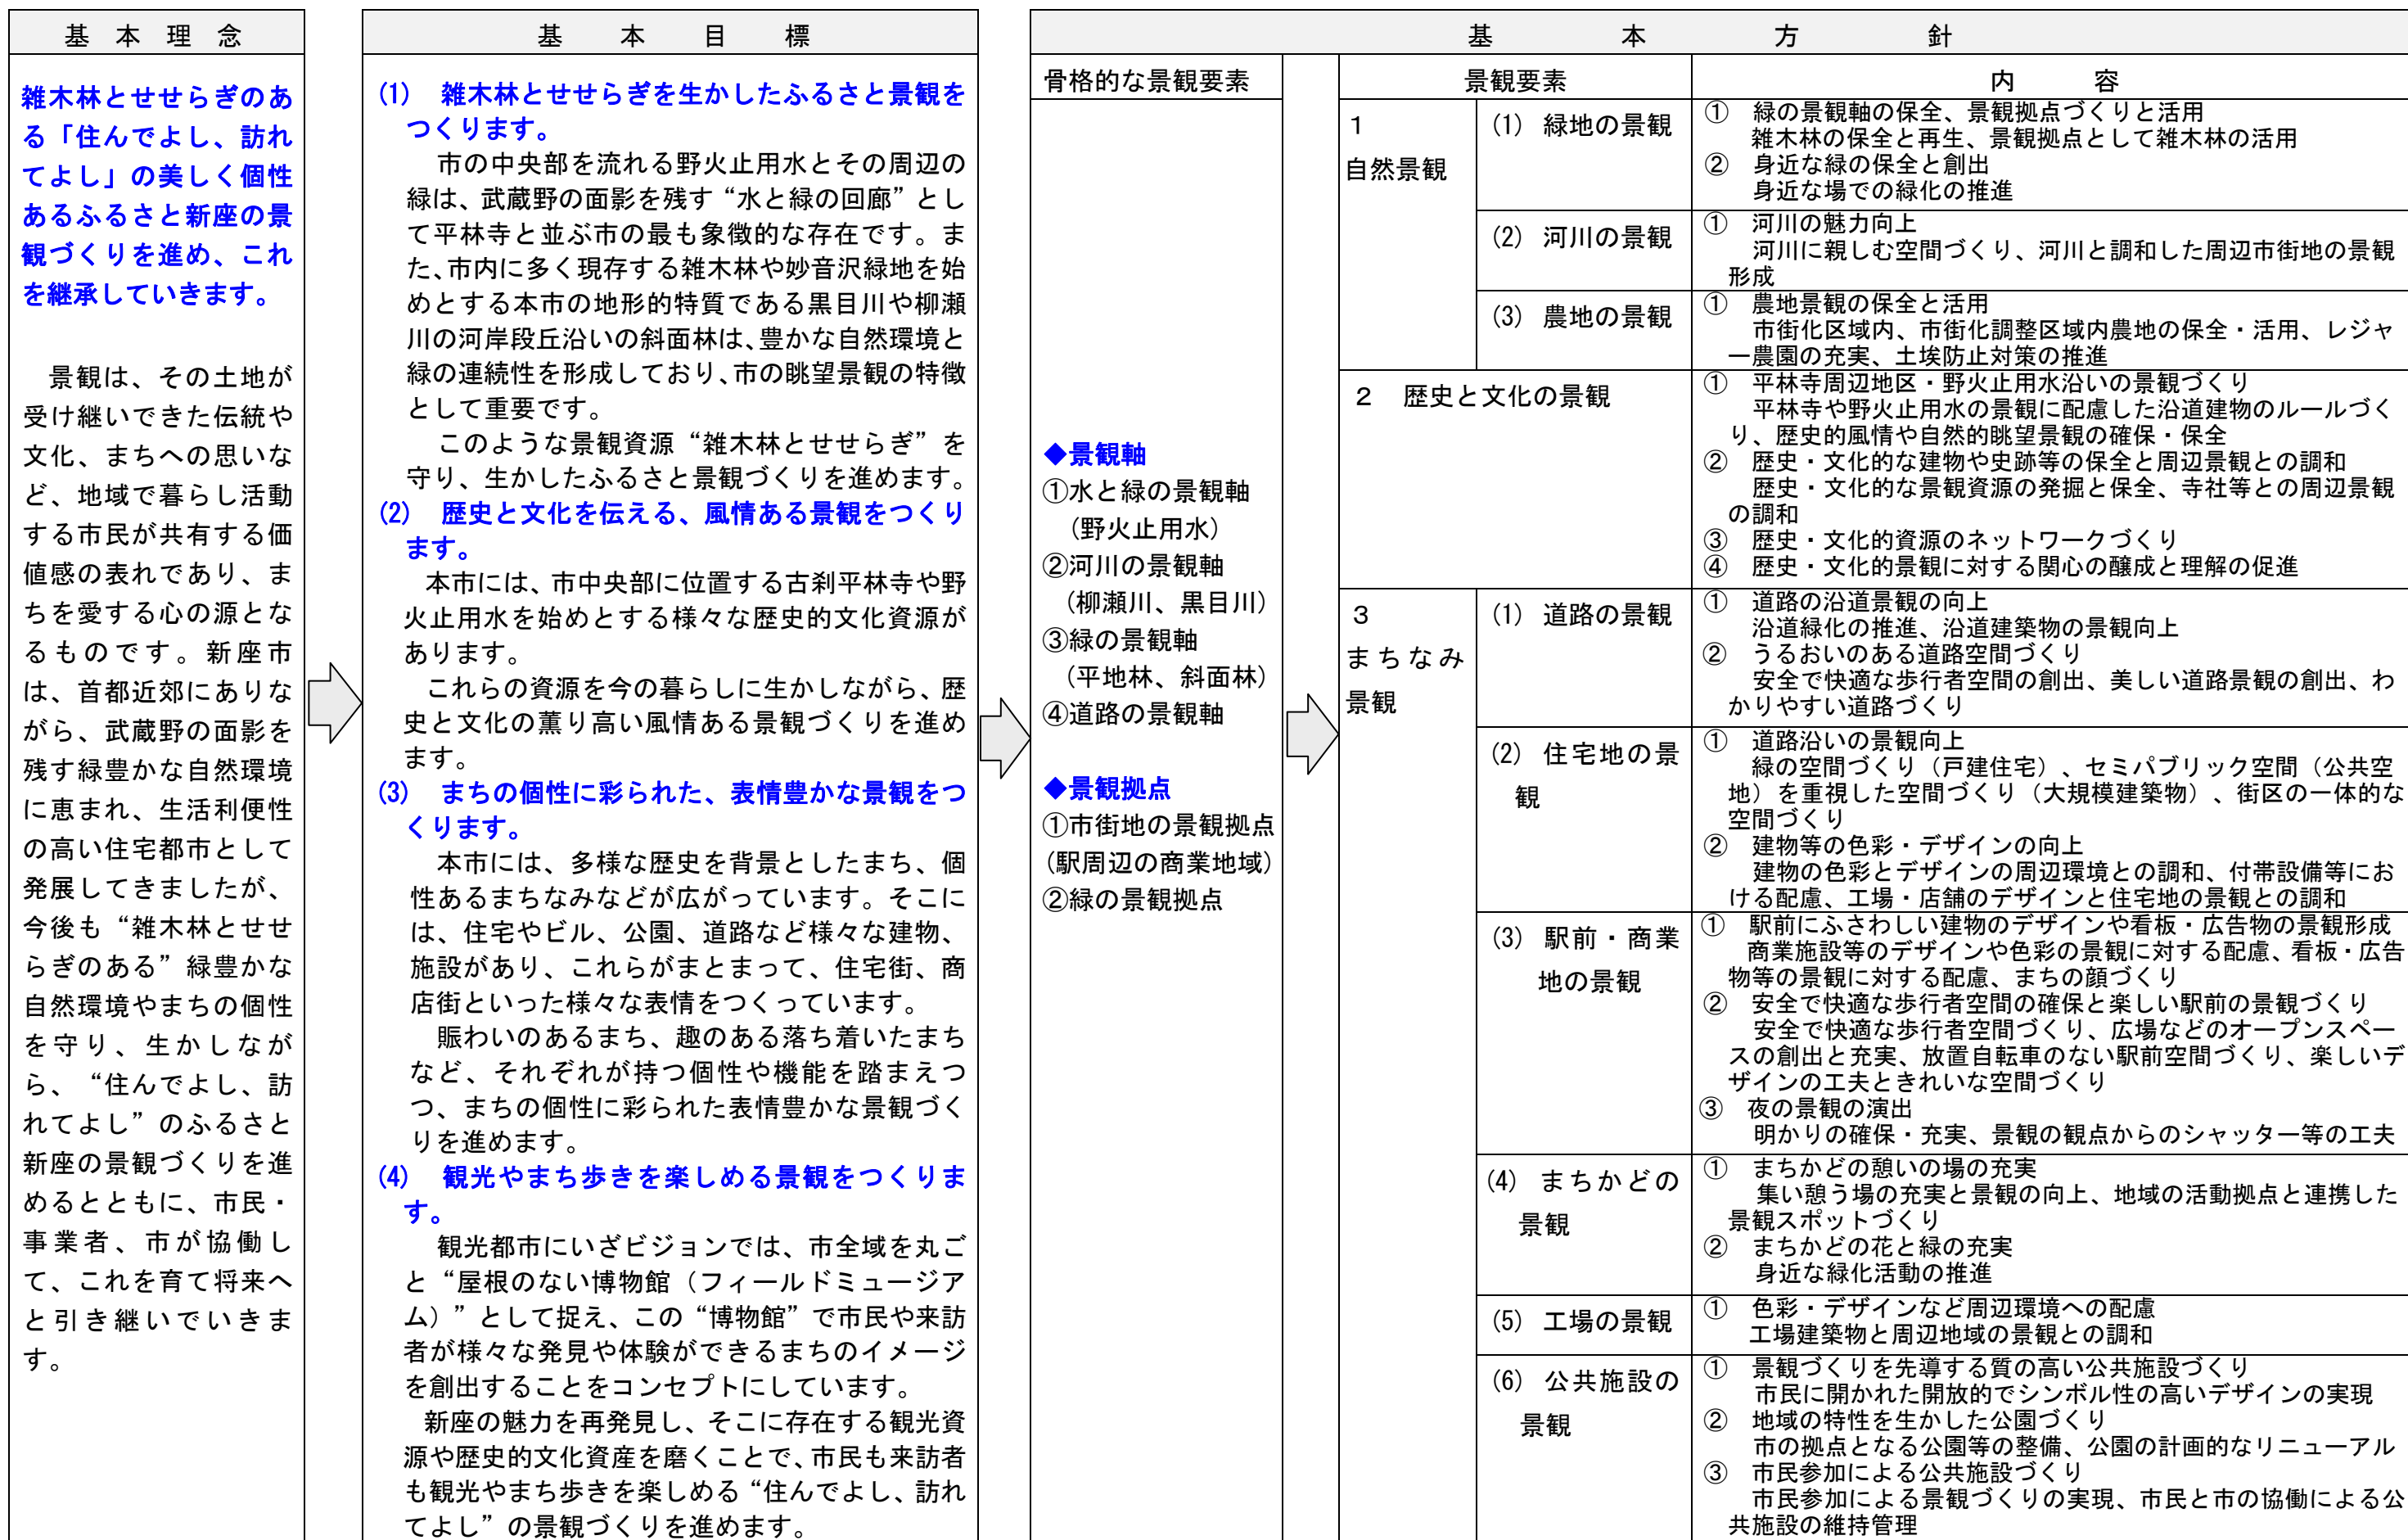 基本理念
雑木林とせせらぎのあ
る「住んでよし、訪れ
てよし」の美しく個性
あるふるさと新座の景
観づくりを進め、これ
を継承していきます。
景観は、その土地が
受け継いできた伝統や
文化、まちへの思いな
ど、地域で暮らし活動
する市民が共有する価
値感の表れであり、ま
ちを愛する心の源とな
るものです。新座市
は、首都近郊にありな
がら、武蔵野の面影を
残す緑豊かな自然環境
に恵まれ、生活利便性
の高い住宅都市として
発展してきましたが、
今後も“雑木林とせせ
らぎのある”緑豊かな
自然環境やまちの個性
を守り、生かしなが
ら、“住んでよし、訪
れてよし”のふるさと
新座の景観づくりを進
めるとともに、市民・
事業者、市が協働し
て、これを育て将来へ
と引き継いでいきま
す。
基本目標
(1) 雑木林とせせらぎを生かしたふるさと景観を
つくります。
市の中央部を流れる野火止用水とその周辺の
緑は、武蔵野の面影を残す“水と緑の回廊”とし
て平林寺と並ぶ市の最も象徴的な存在です。ま
た、市内に多く現存する雑木林や妙音沢緑地を始
めとする本市の地形的特質である黒目川や柳瀬
川の河岸段丘沿いの斜面林は、豊かな自然環境と
緑の連続性を形成しており、市の眺望景観の特徴
として重要です。
このような景観資源“雑木林とせせらぎ”を
守り、生かしたふるさと景観づくりを進めます。
(2) 歴史と文化を伝える、風情ある景観をつくり
ます。
本市には、市中央部に位置する古刹平林寺や野
火止用水を始めとする様々な歴史的文化資源が
あります。
これらの資源を今の暮らしに生かしながら、歴
史と文化の薫り高い風情ある景観づくりを進め
ます。
(3) まちの個性に彩られた、表情豊かな景観をつ
くります。
本市には、多様な歴史を背景としたまち、個
性あるまちなみなどが広がっています。そこに
は、住宅やビル、公園、道路など様々な建物、
施設があり、これらがまとまって、住宅街、商
店街といった様々な表情をつくっています。
賑わいのあるまち、趣のある落ち着いたまち
など、それぞれが持つ個性や機能を踏まえつ
つ、まちの個性に彩られた表情豊かな景観づく
りを進めます。
(4) 観光やまち歩きを楽しめる景観をつくりま
す。
観光都市にいざビジョンでは、市全域を丸ご
と“屋根のない博物館（フィールドミュージア
ム）”として捉え、この“博物館”で市民や来訪
者が様々な発見や体験ができるまちのイメージ
を創出することをコンセプトにしています。
新座の魅力を再発見し、そこに存在する観光資
源や歴史的文化資産を磨くことで、市民も来訪者
も観光やまち歩きを楽しめる“住んでよし、訪れ
てよし”の景観づくりを進めます。
基本方針
骨格的な景観要素
◆景観軸
①水と緑の景観軸
（野火止用水）
②河川の景観軸
（柳瀬川、黒目川）
③緑の景観軸
（平地林、斜面林）
④道路の景観軸
◆景観拠点
①市街地の景観拠点
（駅周辺の商業地域）
②緑の景観拠点
景観要素
内容
1
自然景観
(1) 緑地の景観
① 緑の景観軸の保全、景観拠点づくりと活用
雑木林の保全と再生、景観拠点として雑木林の活用
② 身近な緑の保全と創出
身近な場での緑化の推進
(2) 河川の景観
① 河川の魅力向上
河川に親しむ空間づくり、河川と調和した周辺市街地の景観
形成
(3) 農地の景観
① 農地景観の保全と活用
市街化区域内、市街化調整区域内農地の保全・活用、レジャ
ー農園の充実、土埃防止対策の推進
2 歴史と文化の景観
① 平林寺周辺地区・野火止用水沿いの景観づくり
平林寺や野火止用水の景観に配慮した沿道建物のルールづく
り、歴史的風情や自然的眺望景観の確保・保全
② 歴史・文化的な建物や史跡等の保全と周辺景観との調和
歴史・文化的な景観資源の発掘と保全、寺社等との周辺景観
の調和
③ 歴史・文化的資源のネットワークづくり
④ 歴史・文化的景観に対する関心の醸成と理解の促進
3
まちなみ
景観
(1) 道路の景観
① 道路の沿道景観の向上
沿道緑化の推進、沿道建築物の景観向上
② うるおいのある道路空間づくり
安全で快適な歩行者空間の創出、美しい道路景観の創出、わ
かりやすい道路づくり
(2) 住宅地の景
観
① 道路沿いの景観向上
緑の空間づくり（戸建住宅）、セミパブリック空間（公共空
地）を重視した空間づくり（大規模建築物）、街区の一体的な
空間づくり
② 建物等の色彩・デザインの向上
建物の色彩とデザインの周辺環境との調和、付帯設備等にお
ける配慮、工場・店舗のデザインと住宅地の景観との調和
(3) 駅前・商業
地の景観
① 駅前にふさわしい建物のデザインや看板・広告物の景観形成
商業施設等のデザインや色彩の景観に対する配慮、看板・広告
物等の景観に対する配慮、まちの顔づくり
② 安全で快適な歩行者空間の確保と楽しい駅前の景観づくり
安全で快適な歩行者空間づくり、広場などのオープンスペー
スの創出と充実、放置自転車のない駅前空間づくり、楽しいデ
ザインの工夫ときれいな空間づくり
③ 夜の景観の演出
明かりの確保・充実、景観の観点からのシャッター等の工夫
(4) まちかどの
景観
① まちかどの憩いの場の充実
集い憩う場の充実と景観の向上、地域の活動拠点と連携した
景観スポットづくり
② まちかどの花と緑の充実
身近な緑化活動の推進
(5) 工場の景観
① 色彩・デザインなど周辺環境への配慮
工場建築物と周辺地域の景観との調和
(6) 公共施設の
景観
① 景観づくりを先導する質の高い公共施設づくり
市民に開かれた開放的でシンボル性の高いデザインの実現
② 地域の特性を生かした公園づくり
市の拠点となる公園等の整備、公園の計画的なリニューアル
③ 市民参加による公共施設づくり
市民参加による景観づくりの実現、市民と市の協働による公
共施設の維持管理